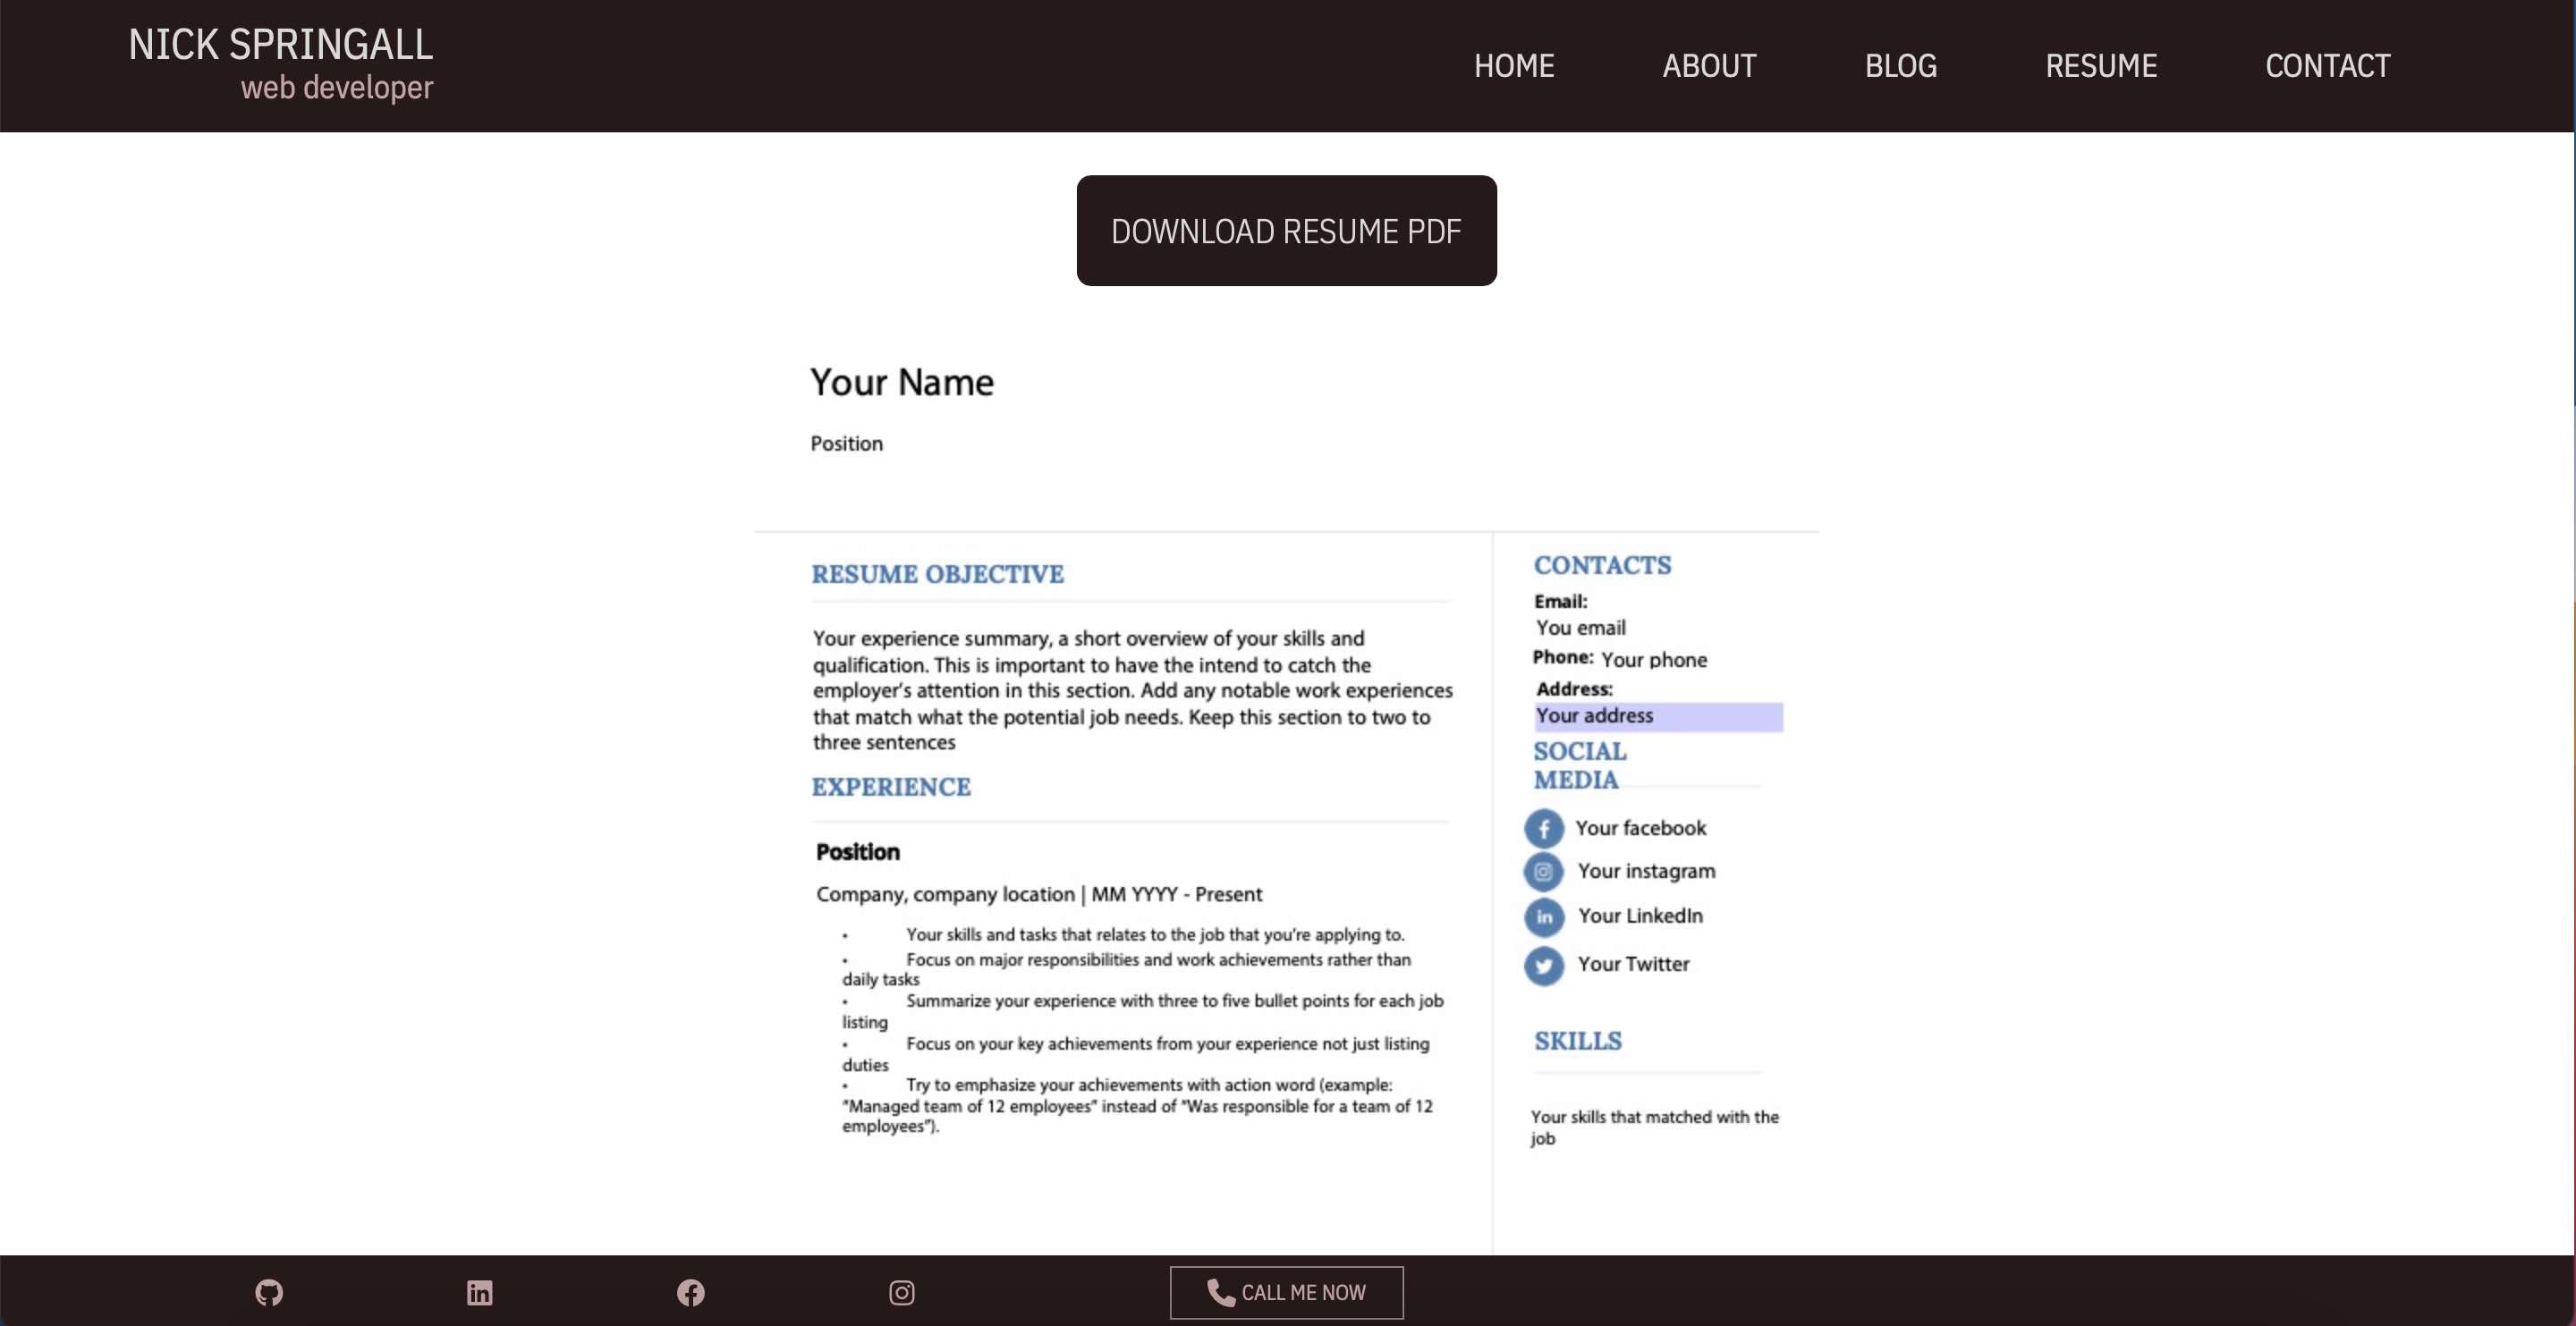 NICK SPRINGALL
web developer
HOME
ABOUT
BLOG
RESUME
CONTACT
DOWNLOAD RESUME PDF
Your Name
Position
RESUME OBJECTIVE
Your experience summary, a short overview of your skills and
qualification. This is important to have the intend to catch the
employer's attention in this section. Add any notable work experiences
that match what the potential job needs. Keep this section to two to
three sentences
EXPERIENCE
Position
Company, company location | MM YYYY - Present
• Your skills and tasks that relates to the job that you're applying to.
• Focus on major responsibilities and work achievements rather than
daily tasks
• Summarize your experience with three to five bullet points for each job
listing
• Focus on your key achievements from your experience not just listing
duties
• Try to emphasize your achievements with action word (example:
"Managed team of 12 employees" instead of "Was responsible for a team of 12
employees").
CONTACTS
Email:
You email
Phone: Your phone
Address:
Your address
SOCIAL
MEDIA
Your facebook
Your instagram
Your LinkedIn
Your Twitter
SKILLS
Your skills that matched with the
job
CALL ME NOW